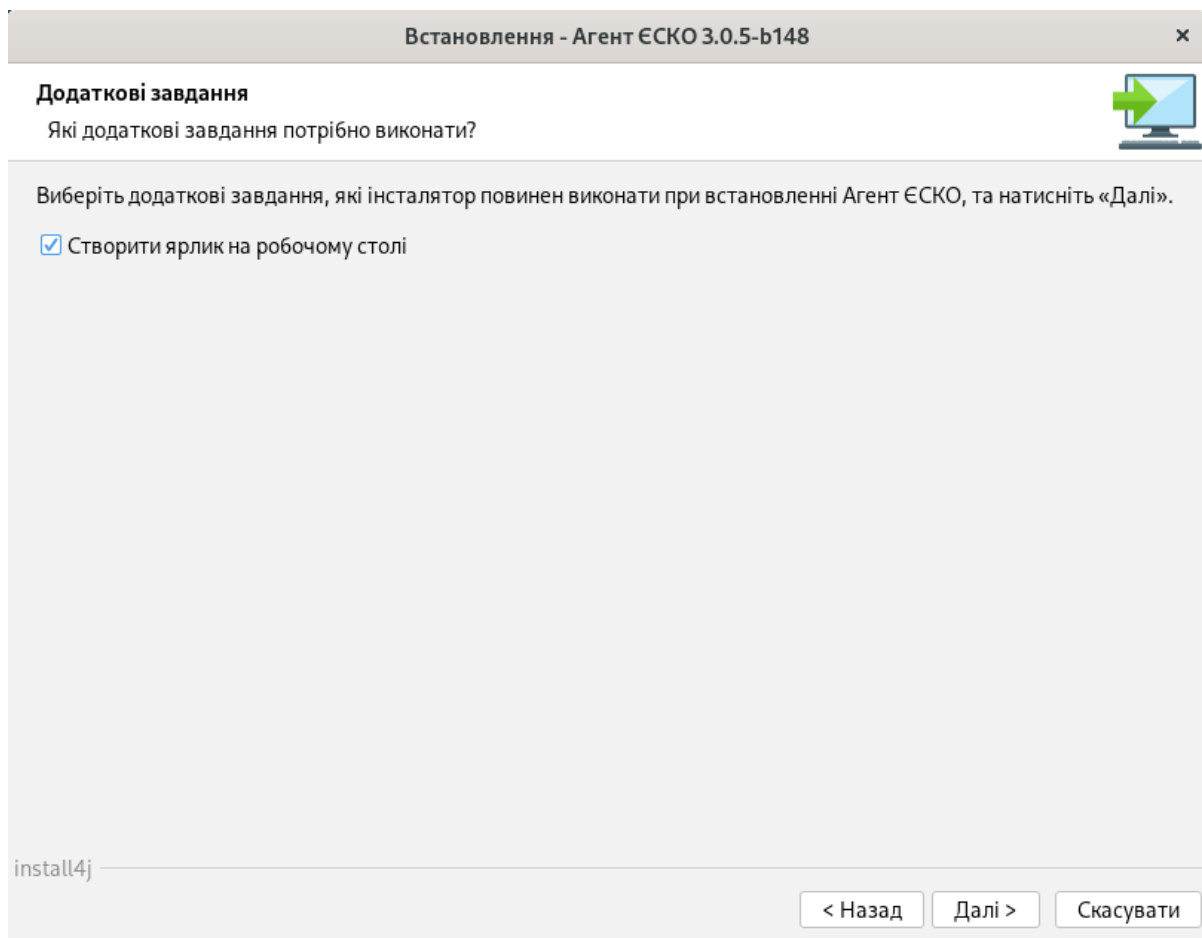 Встановлення - Агент ЄСКО 3.0.5-b148
×
Додаткові завдання
Які додаткові завдання потрібно виконати?
Виберіть додаткові завдання, які інсталятор повинен виконати при встановленні Агент ЄСКО, та натисніть «Далі».
Створити ярлик на робочому столі
install4j
< Назад
Далі >
Скасувати